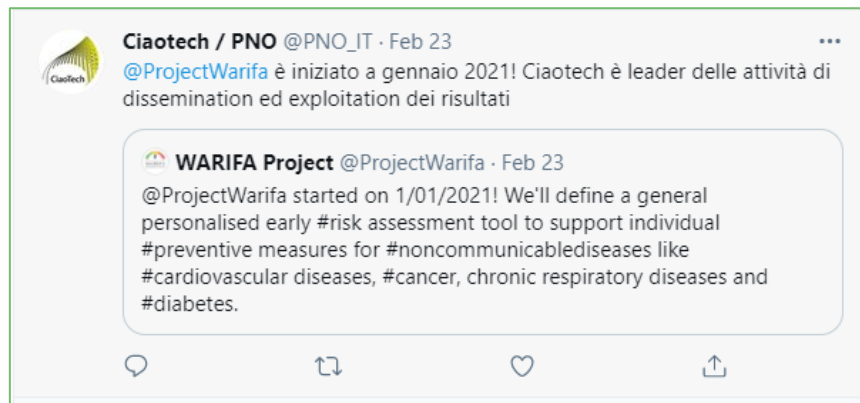 Ciaotech / PNO @PNO_IT · Feb 23
@ProjectWarifa è iniziato a gennaio 2021! Ciaotech è leader delle attività di
dissemination ed exploitation dei risultati
CiaoTech
WARIFA Project @ProjectWarifa · Feb 23
@ProjectWarifa started on 1/01/2021! We'll define a general
personalised early #risk assessment tool to support individual
#preventive measures for #noncommunicablediseases like
#cardiovascular diseases, #cancer, chronic respiratory diseases and
#diabetes.